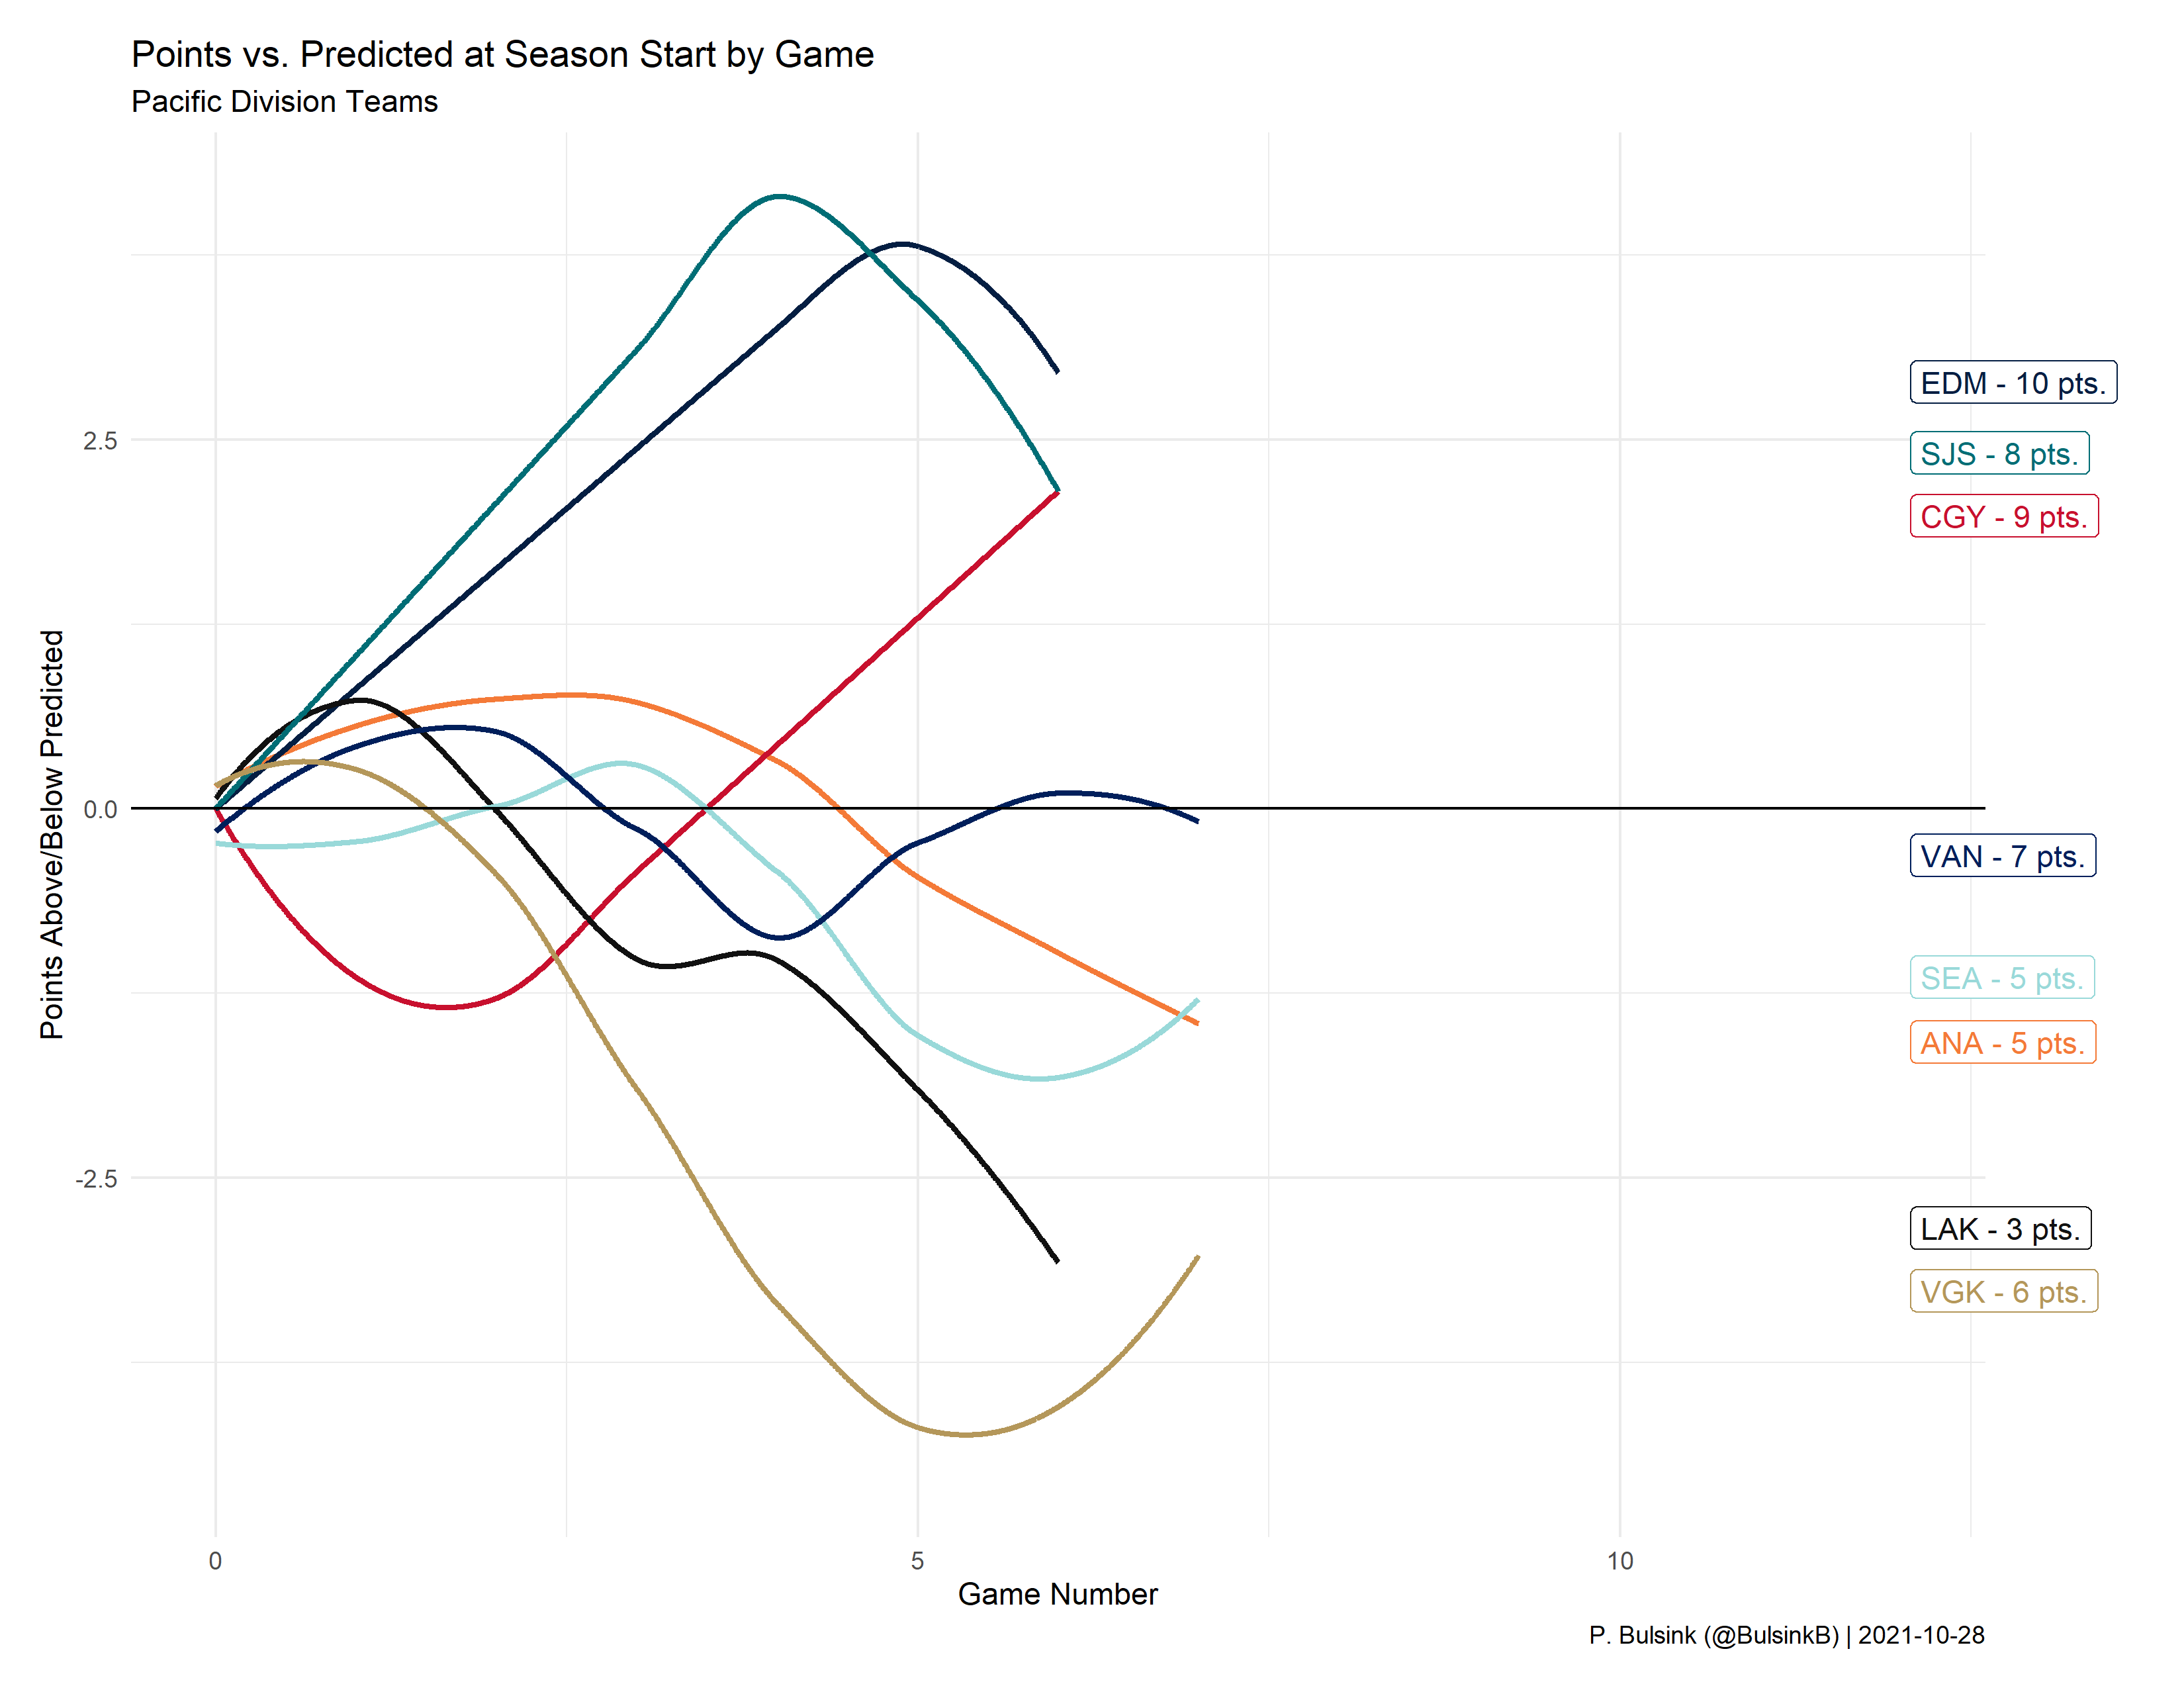 Points vs. Predicted at Season Start by Game
Pacific Division Teams
Points Above/Below Predicted
2.5
0.0
-2.5
EDM - 10 pts.
SJS - 8 pts.
CGY - 9 pts.
VAN - 7 pts.
SEA - 5 pts.
ANA - 5 pts.
LAK - 3 pts.
VGK - 6 pts.
0
5
10
Game Number
P. Bulsink (@BulsinkB) | 2021-10-28